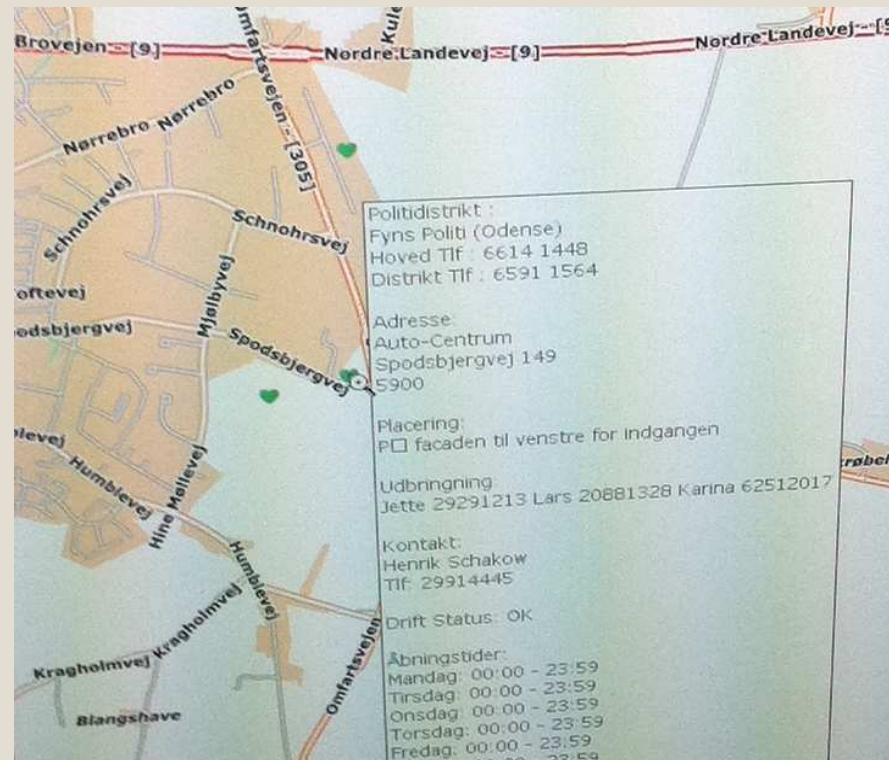 Brovejen - [9]
Omfartsvejen - [305]
Nordre Landevej - [9]
Nordre Landevej - [9
Nørrebro
Nørrebro
Schnohrsvej
Schnohrsvej
Mjølbyvej
oftevej
odsbjergvej
Spodsbjergvej
olevej
Humblevej
Hine Møllevej
Humblevej
Kragholmvej
Kragholmvej
Omfartsvejen
Blangshave
Politidistrikt :
Fyns Politi (Odense)
Hoved Tlf : 6614 1448
Distrikt Tlf : 6591 1564
Adresse:
Auto-Centrum
Spodsbjergvej 149
5900
Placering:
P□ facaden til venstre for indgangen
Udbringning
Jette 29291213 Lars 20881328 Karina 62512017
Kontakt:
Henrik Schakow
Tlf: 29914445
Drift Status: OK
Åbningstider:
Mandag: 00:00 - 23:59
Tirsdag: 00:00 - 23:59
Onsdag: 00:00 - 23:59
Torsdag: 00:00 - 23:59
Fredag: 00:00 - 23:59